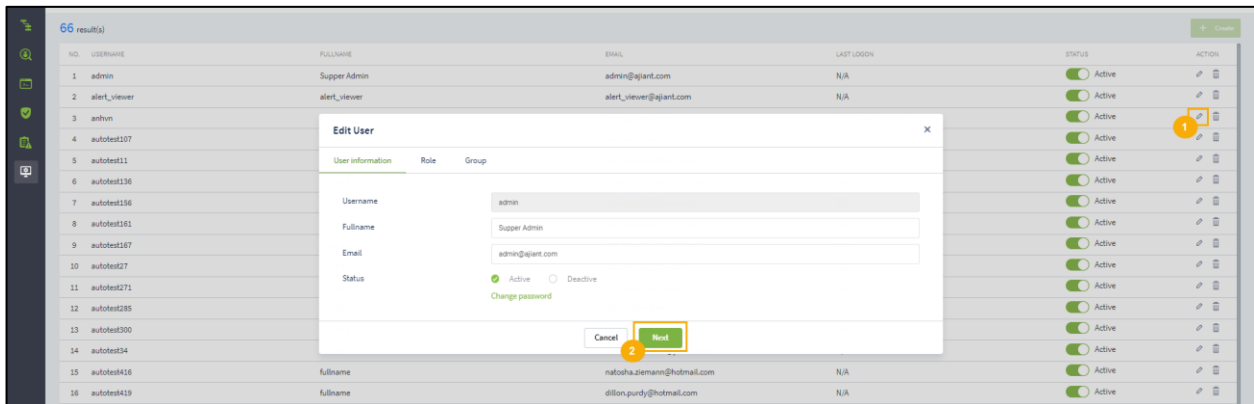 66 result(s)
+ Create
NO. USERNAME FULLNAME EMAIL LAST LOGON STATUS ACTION
1 admin Supper Admin admin@ajiant.com N/A Active
2 alert_viewer alert_viewer alert_viewer@ajiant.com N/A Active
3 anhvn Active
1
Edit User
4 autotest107 Active
5 autotest11 Active
User information Role Group
6 autotest136 Active
7 autotest156 Active
Username admin
8 autotest161 Active
Fullname Supper Admin
9 autotest167 Active
Email admin@ajiant.com
10 autotest27 Active
Status Active Deactive
11 autotest271 Active
Change password
12 autotest285 Active
13 autotest300 Active
Cancel Next
2
14 autotest34 Active
15 autotest416 fullname natosha.ziemann@hotmail.com N/A Active
16 autotest419 fullname dillon.purdy@hotmail.com N/A Active